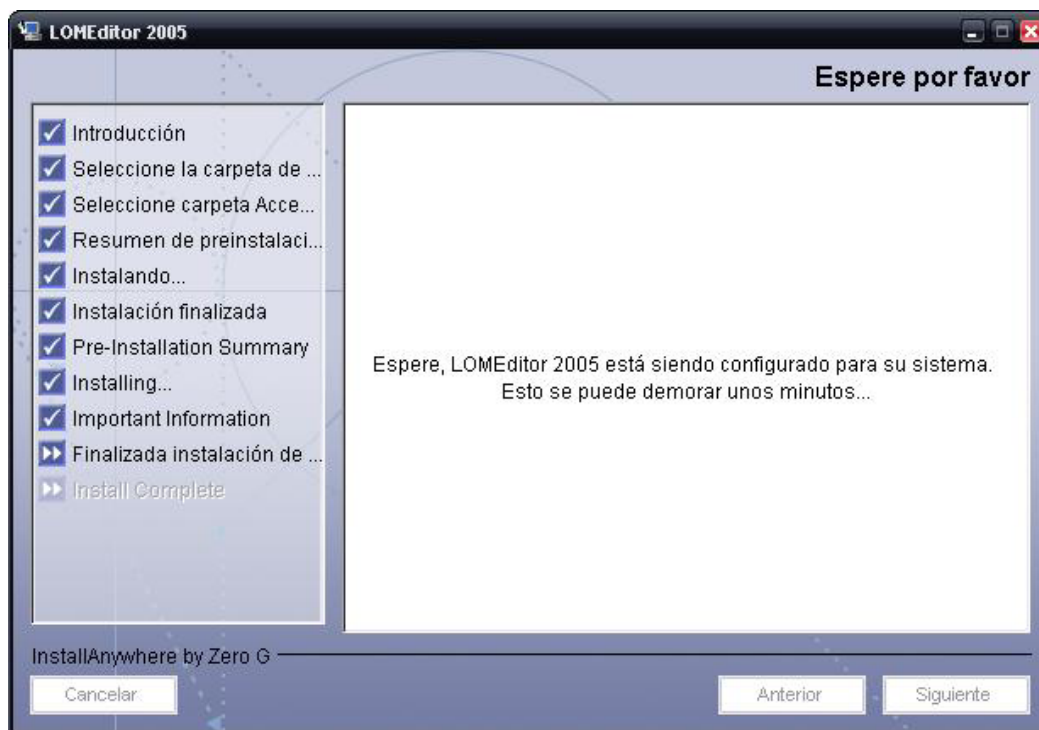 LOMEditor 2005
Espere por favor
Introducción
Seleccione la carpeta de ...
Seleccione carpeta Acce...
Resumen de preinstalaci...
Instalando...
Instalación finalizada
Pre-Installation Summary
Installing...
Important Information
Finalizada instalación de ...
Install Complete
Espere, LOMEditor 2005 está siendo configurado para su sistema.
Esto se puede demorar unos minutos...
InstallAnywhere by Zero G
Cancelar
Anterior
Siguiente